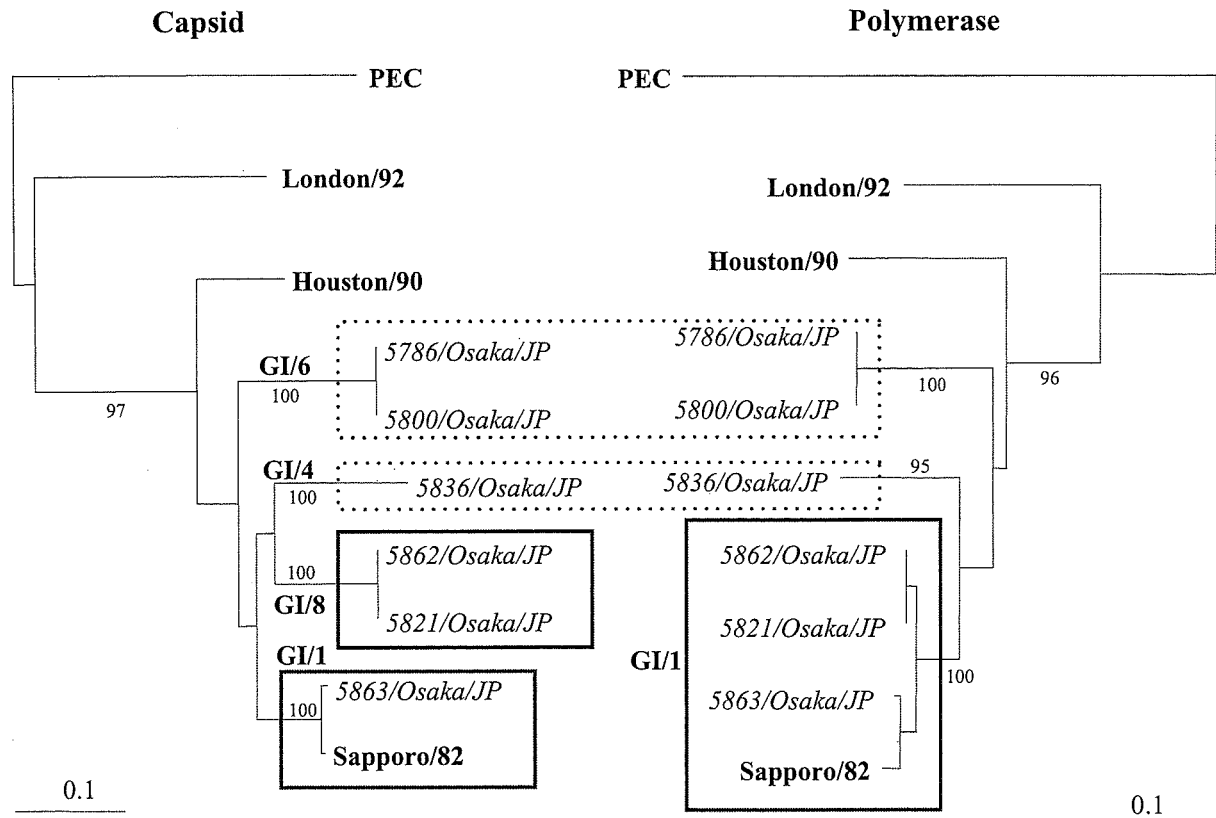 Capsid
Polymerase
PEC
PEC
London/92
London/92
Houston/90
Houston/90
GI/6
100
5786/Osaka/JP
5800/Osaka/JP
5786/Osaka/JP
5800/Osaka/JP
100
96
97
GI/4
100
5836/Osaka/JP
5836/Osaka/JP
95
100
GI/8
5862/Osaka/JP
5821/Osaka/JP
5862/Osaka/JP
5821/Osaka/JP
GI/1
100
5863/Osaka/JP
Sapporo/82
GI/1
100
5863/Osaka/JP
Sapporo/82
0.1
0.1